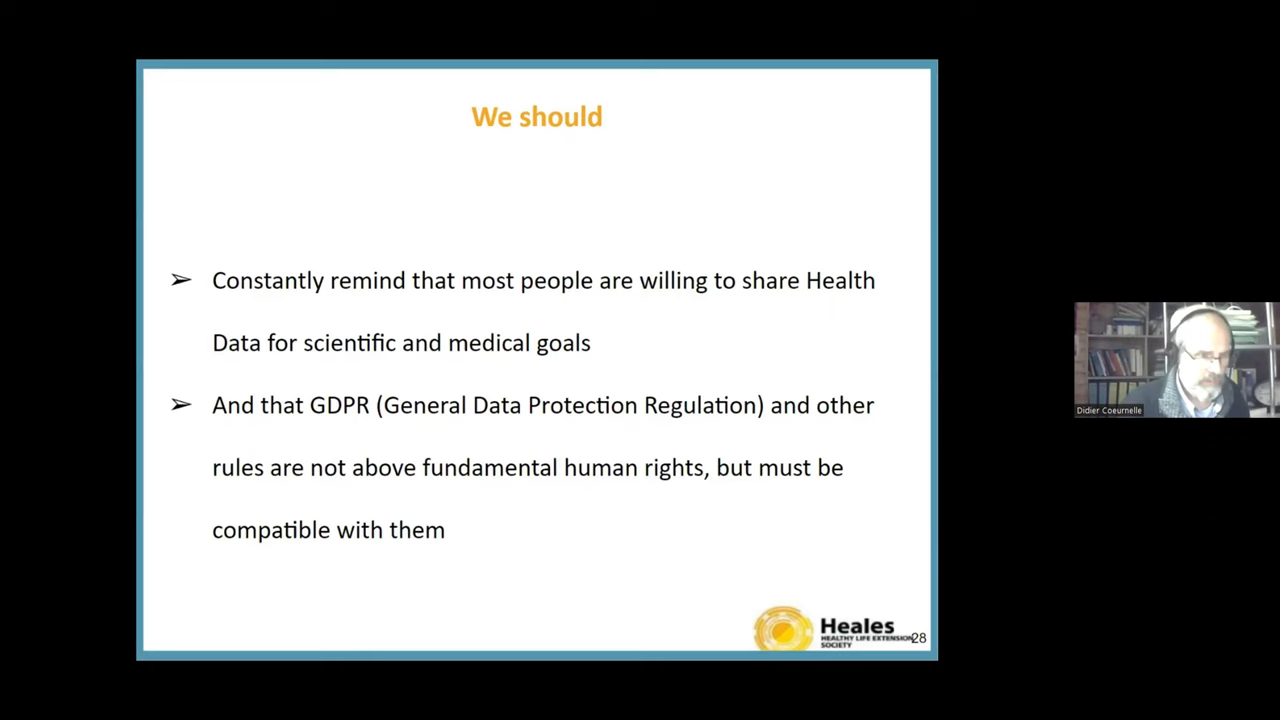 We should
➢ Constantly remind that most people are willing to share Health
Data for scientific and medical goals
➢ And that GDPR (General Data Protection Regulation) and other
rules are not above fundamental human rights, but must be
compatible with them
Heales
HEALTHY LIFE EXTENSION
SOCIETY
28
Didier Coeurnelle